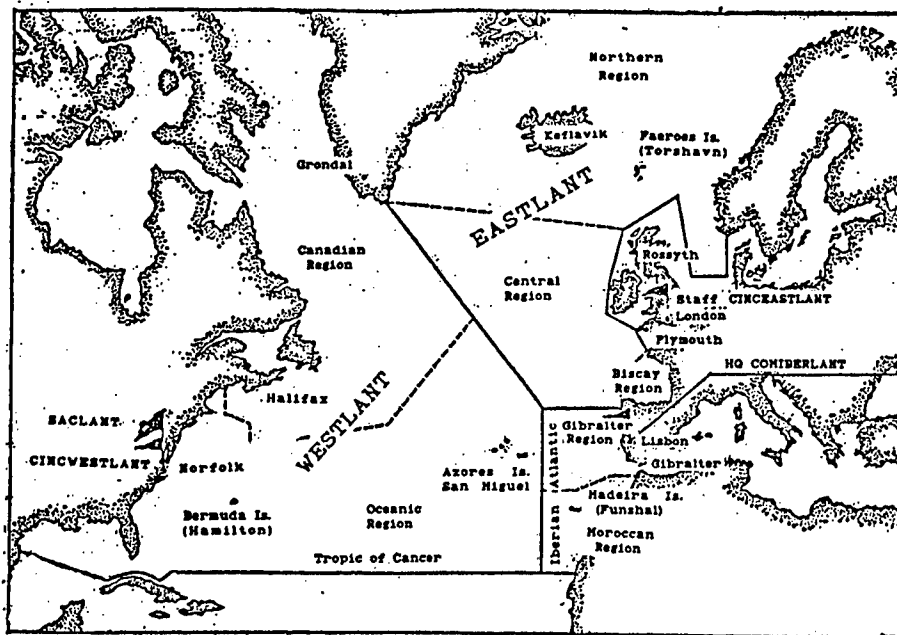 Northern
Region
Keflavik
Faeroes Is.
(Torshavn)
Grondal
EASTLANT
Canadian
Region
Rossyth
Central
Region
Staff CINCEASTLANT
London
Plymouth
HQ COMIBERLANT
Biscay
Region
WESTLANT
Halifax
SACLANT
Gibralter
Region
Lisbon
CINCWESTLANT
Norfolk
Azores Is.
San Miguel
Gibralter
Iberian Atlantic
Madeira Is.
(Funshal)
Bermuda Is.
(Hamilton)
Oceanic
Region
Moroccan
Region
Tropic of Cancer